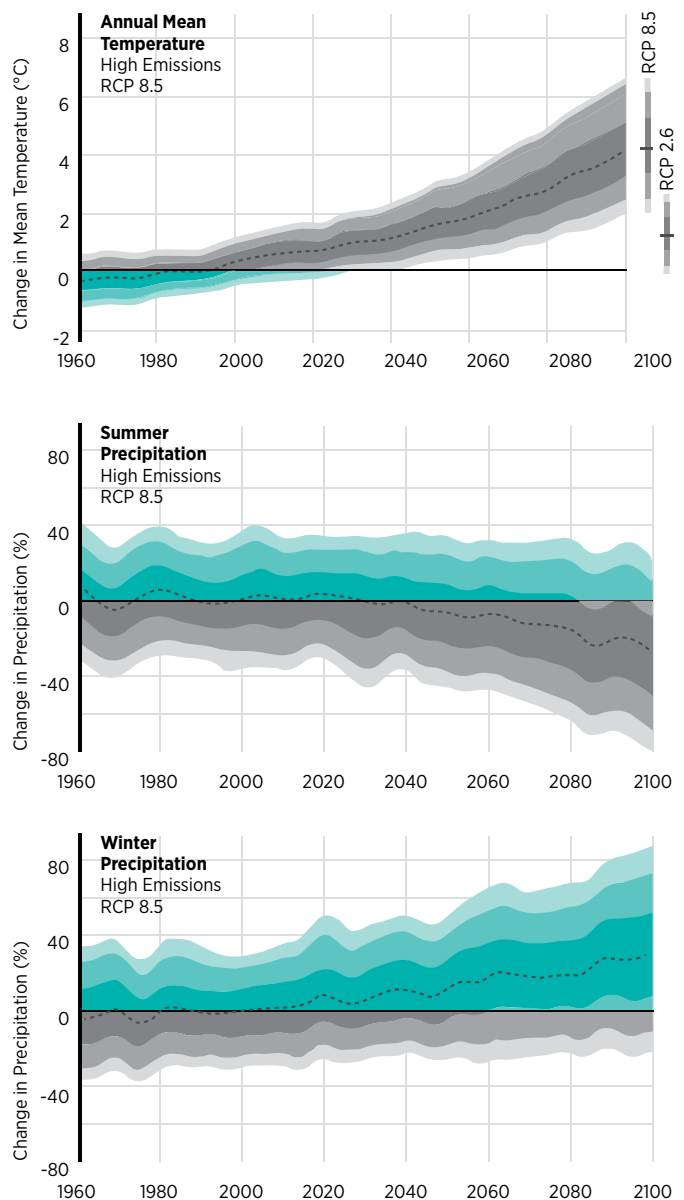 Annual Mean
Temperature
High Emissions
RCP 8.5
Change in Mean Temperature (°C)
8
6
4
2
0
-2
1960 1980 2000 2020 2040 2060 2080 2100
RCP 8.5
RCP 2.6
Summer
Precipitation
High Emissions
RCP 8.5
Change in Precipitation (%)
80
40
0
-40
-80
1960 1980 2000 2020 2040 2060 2080 2100
Winter
Precipitation
High Emissions
RCP 8.5
Change in Precipitation (%)
80
40
0
-40
-80
1960 1980 2000 2020 2040 2060 2080 2100